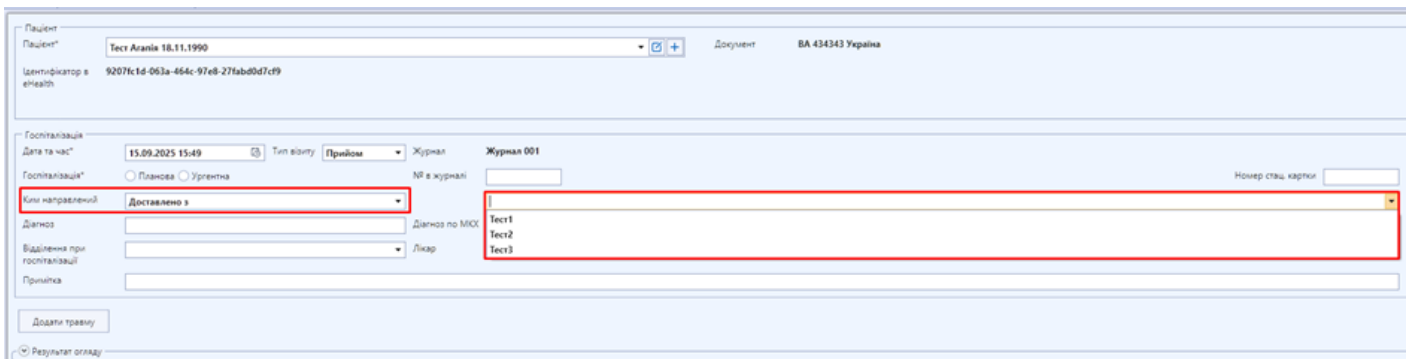 Пацієнт
Пацієнт* Тест Агапія 18.11.1990 Документ ВА 434343 Україна
Ідентифікатор в eHealth 9207fc1d-063a-464c-97e8-27fabd0d7cf9
Госпіталізація
Дата та час* 15.09.2025 15:49 Тип візиту Прийом Журнал Журнал 001
Госпіталізація* Планова Ургентна № в журналі Номер стац. картки
Ким направлений Доставлено з
Діагноз Діагноз по МКХ Тест1
Тест2
Відділення при госпіталізації Лікар Тест3
Примітка
Додати травму
Результат огляду